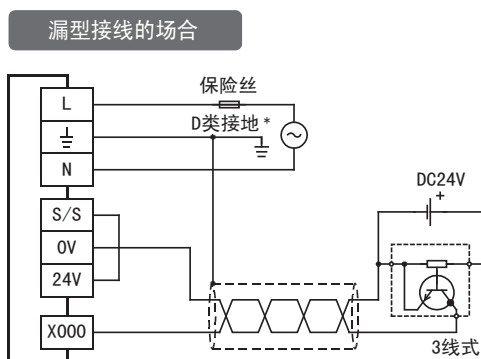 漏型接线的场合
保险丝
L
D类接地*
N
DC24V
+
S/S
0V
24V
X000
3线式